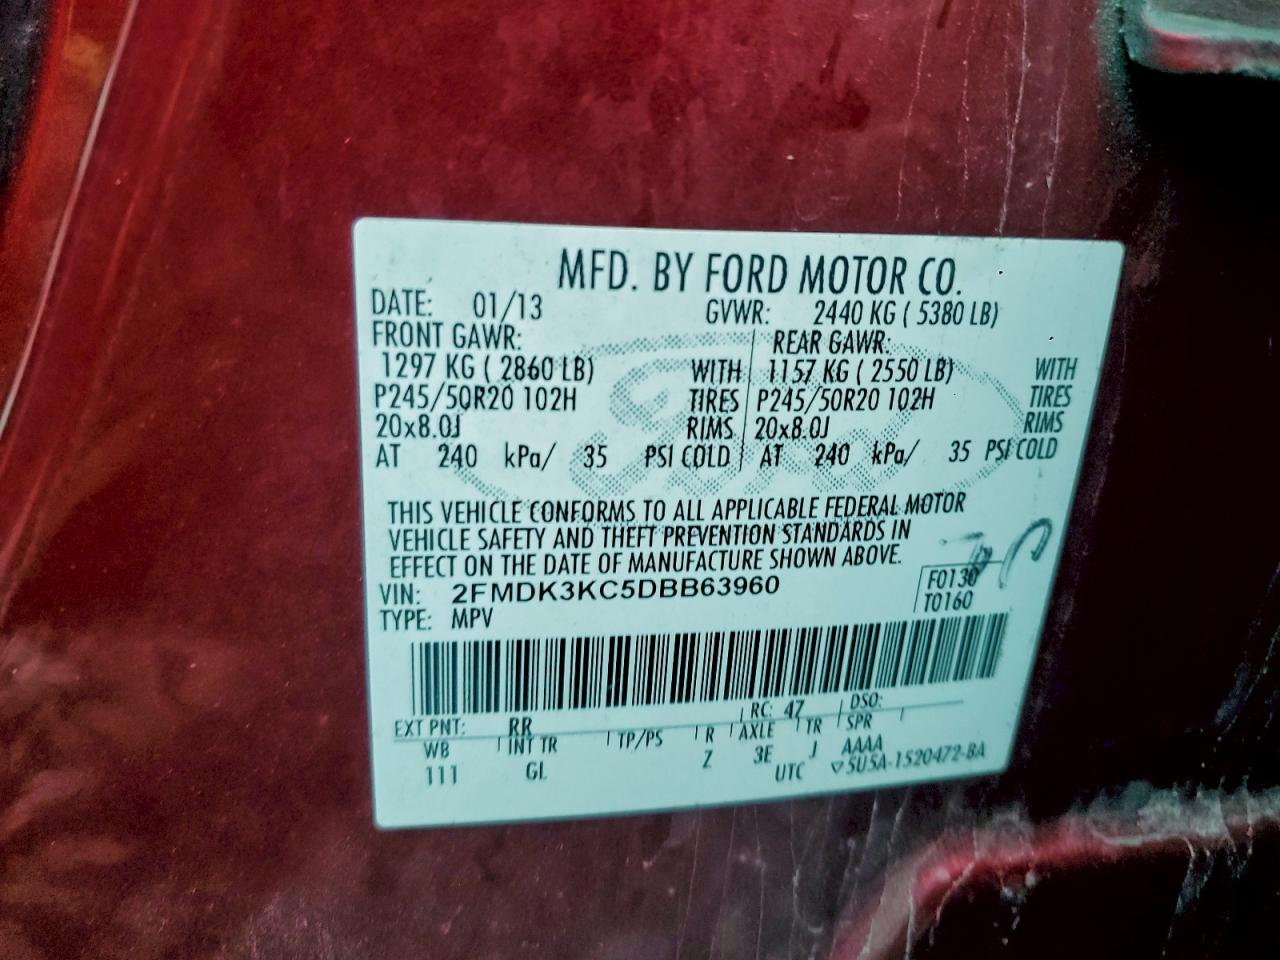 MFD. BY FORD MOTOR CO.
DATE: 01/13 GVWR: 2440 KG ( 5380 LB)
FRONT GAWR: REAR GAWR:
1297 KG ( 2860 LB) WITH 1157 KG ( 2550 LB) WITH
P245/50R20 102H TIRES P245/50R20 102H TIRES
20x8.0J RIMS 20x8.0J RIMS
AT 240 kPa/ 35 PSI COLD AT 240 kPa/ 35 PSI COLD
THIS VEHICLE CONFORMS TO ALL APPLICABLE FEDERAL MOTOR
VEHICLE SAFETY AND THEFT PREVENTION STANDARDS IN
EFFECT ON THE DATE OF MANUFACTURE SHOWN ABOVE.
VIN: 2FMDK3KC5DBB63960 F0130
TYPE: MPV T0160
EXT PNT: RR RC: 47 DSO:
WB INT TR TP/PS R AXLE TR SPR
111 GL Z 3E J AAAA
UTC ▽5U5A-1520472-BA